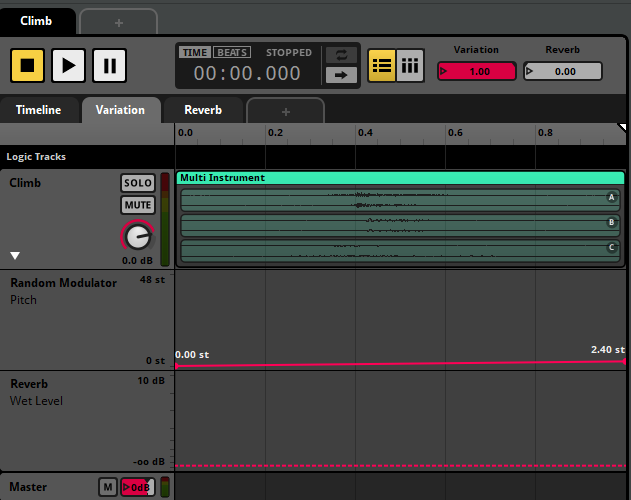 Climb +
TIME BEATS STOPPED
00:00.000
Variation Reverb
1.00 0.00
Timeline Variation Reverb +
0.0 0.2 0.4 0.6 0.8
Logic Tracks
Climb SOLO
MUTE
0.0 dB
Multi Instrument
A
B
C
Random Modulator 48 st
Pitch
0 st
0.00 st 2.40 st
Reverb 10 dB
Wet Level
-oo dB
Master M 0dB